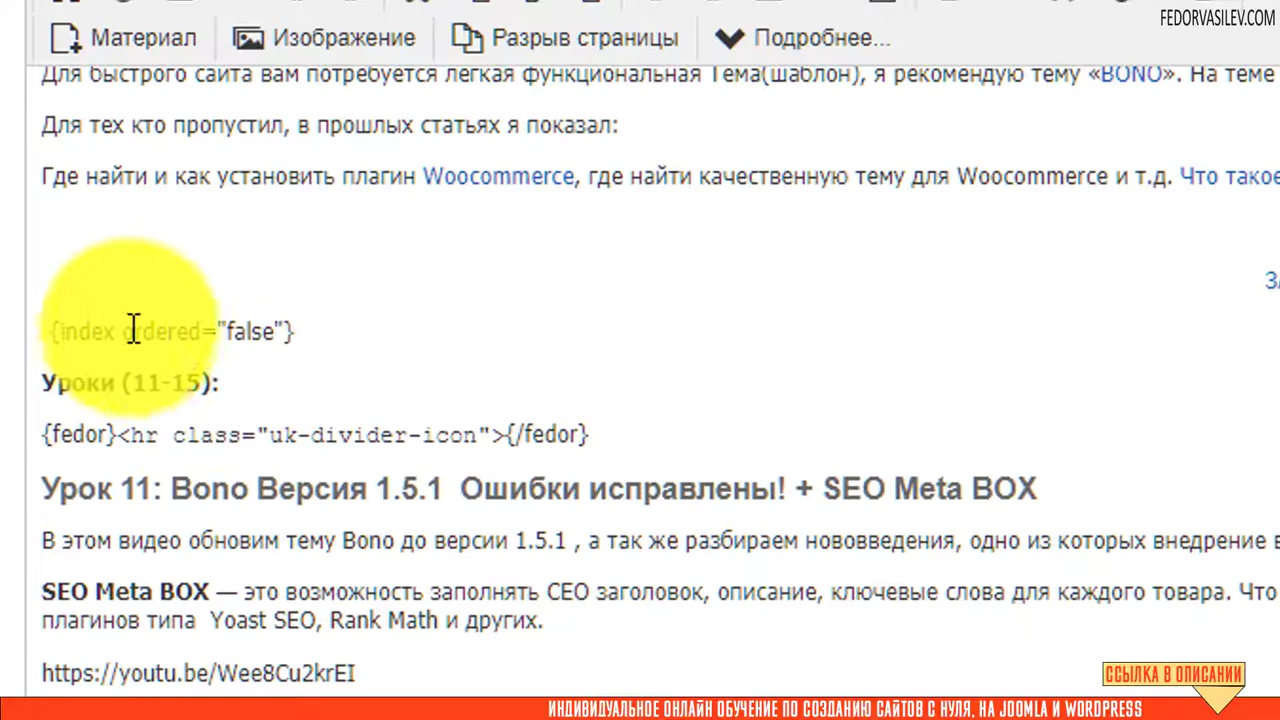 FEDORVASILEV.COM
Материал Изображение Разрыв страницы Подробнее...
Для быстрого сайта вам потребуется легкая функциональная Тема(шаблон), я рекомендую тему «BONO». На теме
Для тех кто пропустил, в прошлых статьях я показал:
Где найти и как установить плагин Woocommerce, где найти качественную тему для Woocommerce и т.д. Что такое
{index ordered="false"}
Уроки (11-15):
{fedor}<hr class="uk-divider-icon">{/fedor}
Урок 11: Bono Версия 1.5.1 Ошибки исправлены! + SEO Meta BOX
В этом видео обновим тему Bono до версии 1.5.1 , а так же разбираем нововведения, одно из которых внедрение
SEO Meta BOX — это возможность заполнять СЕО заголовок, описание, ключевые слова для каждого товара. Что
плагинов типа Yoast SEO, Rank Math и других.
https://youtu.be/Wee8Cu2krEI
ССЫЛКА В ОПИСАНИИ
ИНДИВИДУАЛЬНОЕ ОНЛАЙН ОБУЧЕНИЕ ПО СОЗДАНИЮ САЙТОВ С НУЛЯ, НА JOOMLA И WORDPRESS